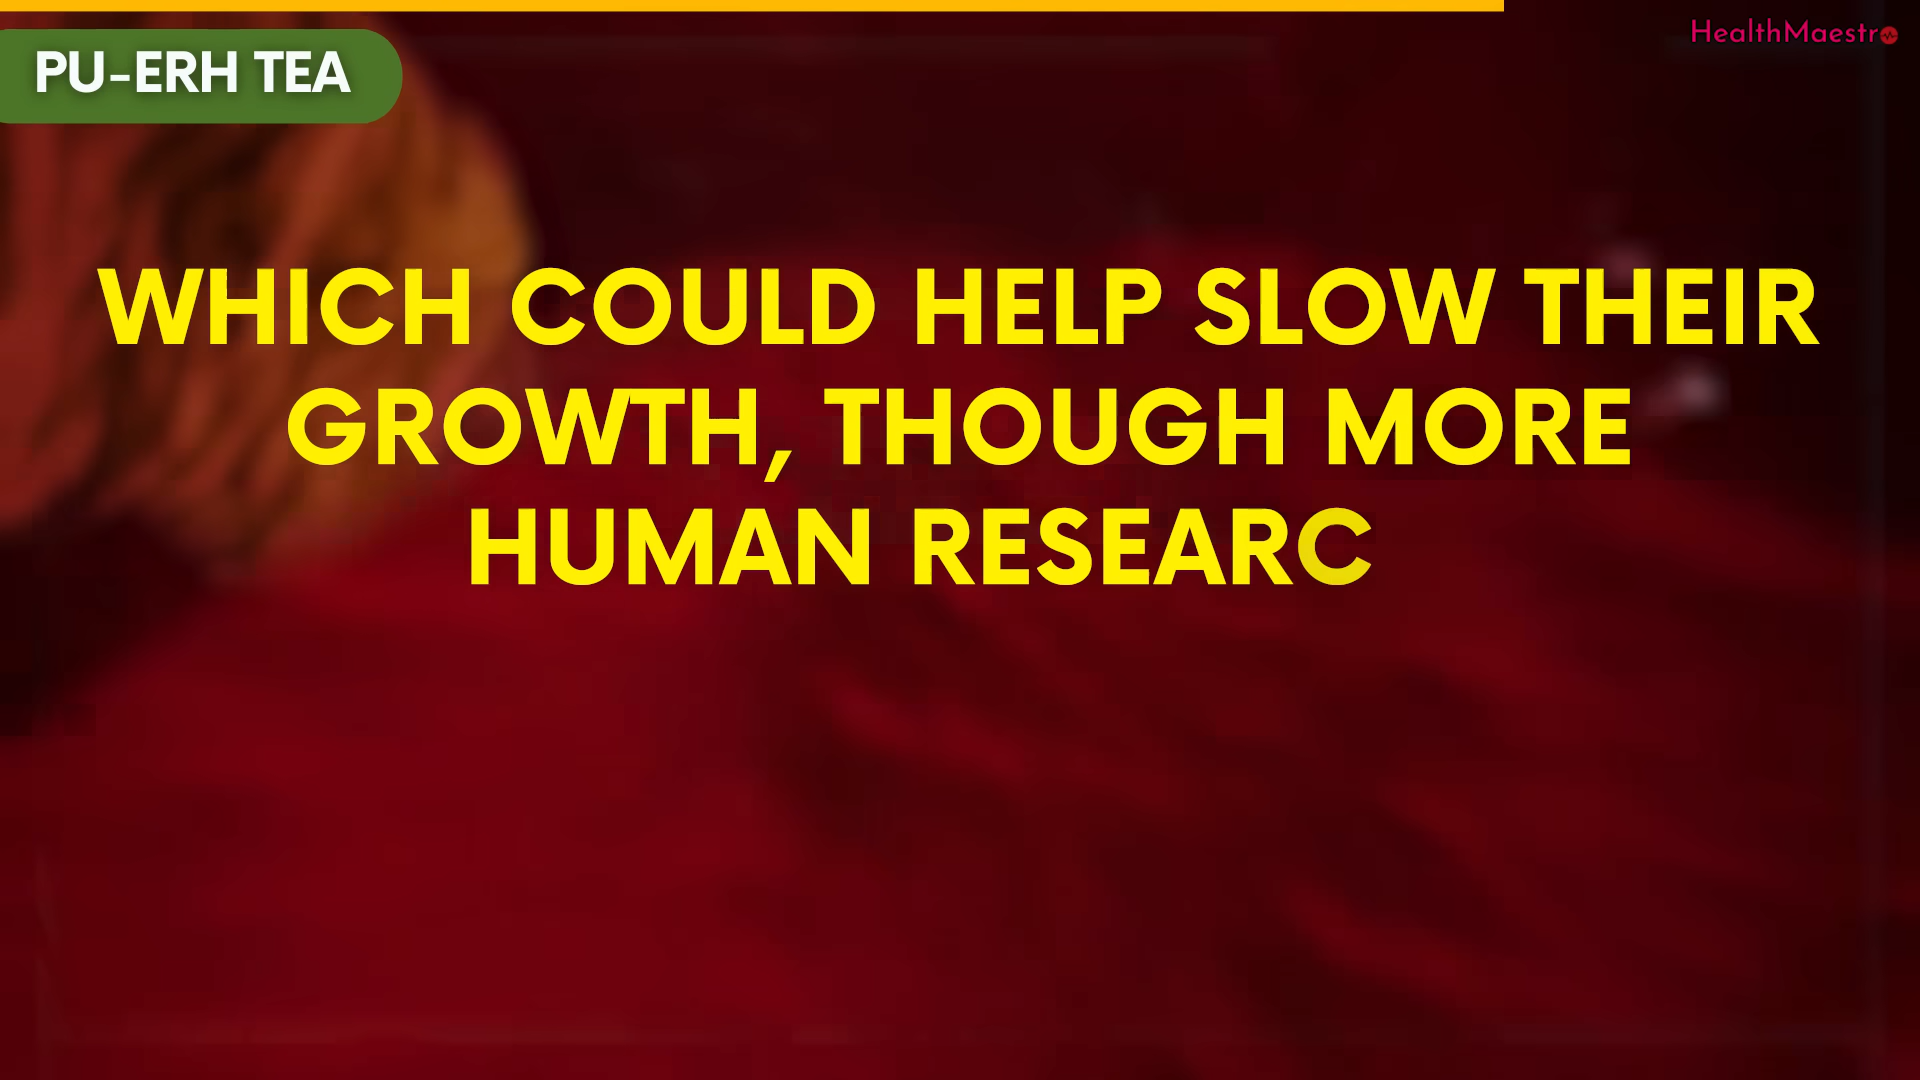 PU-ERH TEA
HealthMaestro
WHICH COULD HELP SLOW THEIR
GROWTH, THOUGH MORE
HUMAN RESEARC